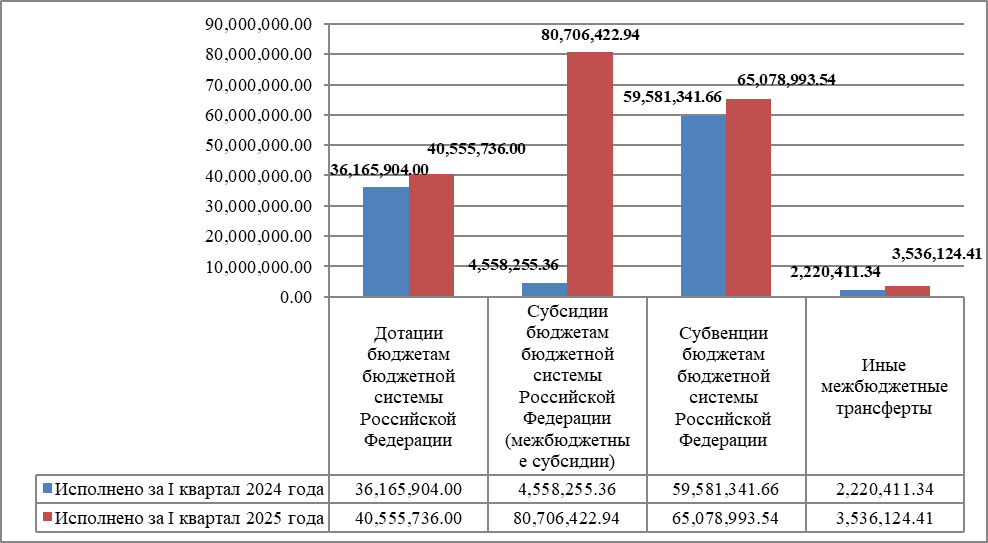 90,000,000.00
80,000,000.00
70,000,000.00
60,000,000.00
50,000,000.00
40,000,000.00
30,000,000.00
20,000,000.00
10,000,000.00
0.00
36,165,904.00
40,555,736.00
4,558,255.36
80,706,422.94
59,581,341.66
65,078,993.54
2,220,411.34
3,536,124.41
Дотации
бюджетам
бюджетной
системы
Российской
Федерации
Субсидии
бюджетам
бюджетной
системы
Российской
Федерации
(межбюджетны
е субсидии)
Субвенции
бюджетам
бюджетной
системы
Российской
Федерации
Иные
межбюджетные
трансферты
Исполнено за I квартал 2024 года 36,165,904.00 4,558,255.36 59,581,341.66 2,220,411.34
Исполнено за I квартал 2025 года 40,555,736.00 80,706,422.94 65,078,993.54 3,536,124.41